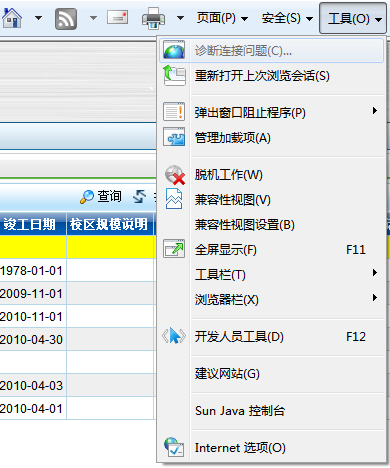 页面(P) 安全(S) 工具(O)
诊断连接问题(C)...
重新打开上次浏览会话(S)
弹出窗口阻止程序(P)
管理加载项(A)
脱机工作(W)
兼容性视图(V)
兼容性视图设置(B)
全屏显示(F) F11
工具栏(T)
浏览器栏(X)
开发人员工具(D) F12
建议网站(G)
Sun Java 控制台
Internet 选项(O)
查询
竣工日期 校区规模说明
1978-01-01
2009-11-01
2010-11-01
2010-04-30
2010-04-03
2010-04-01